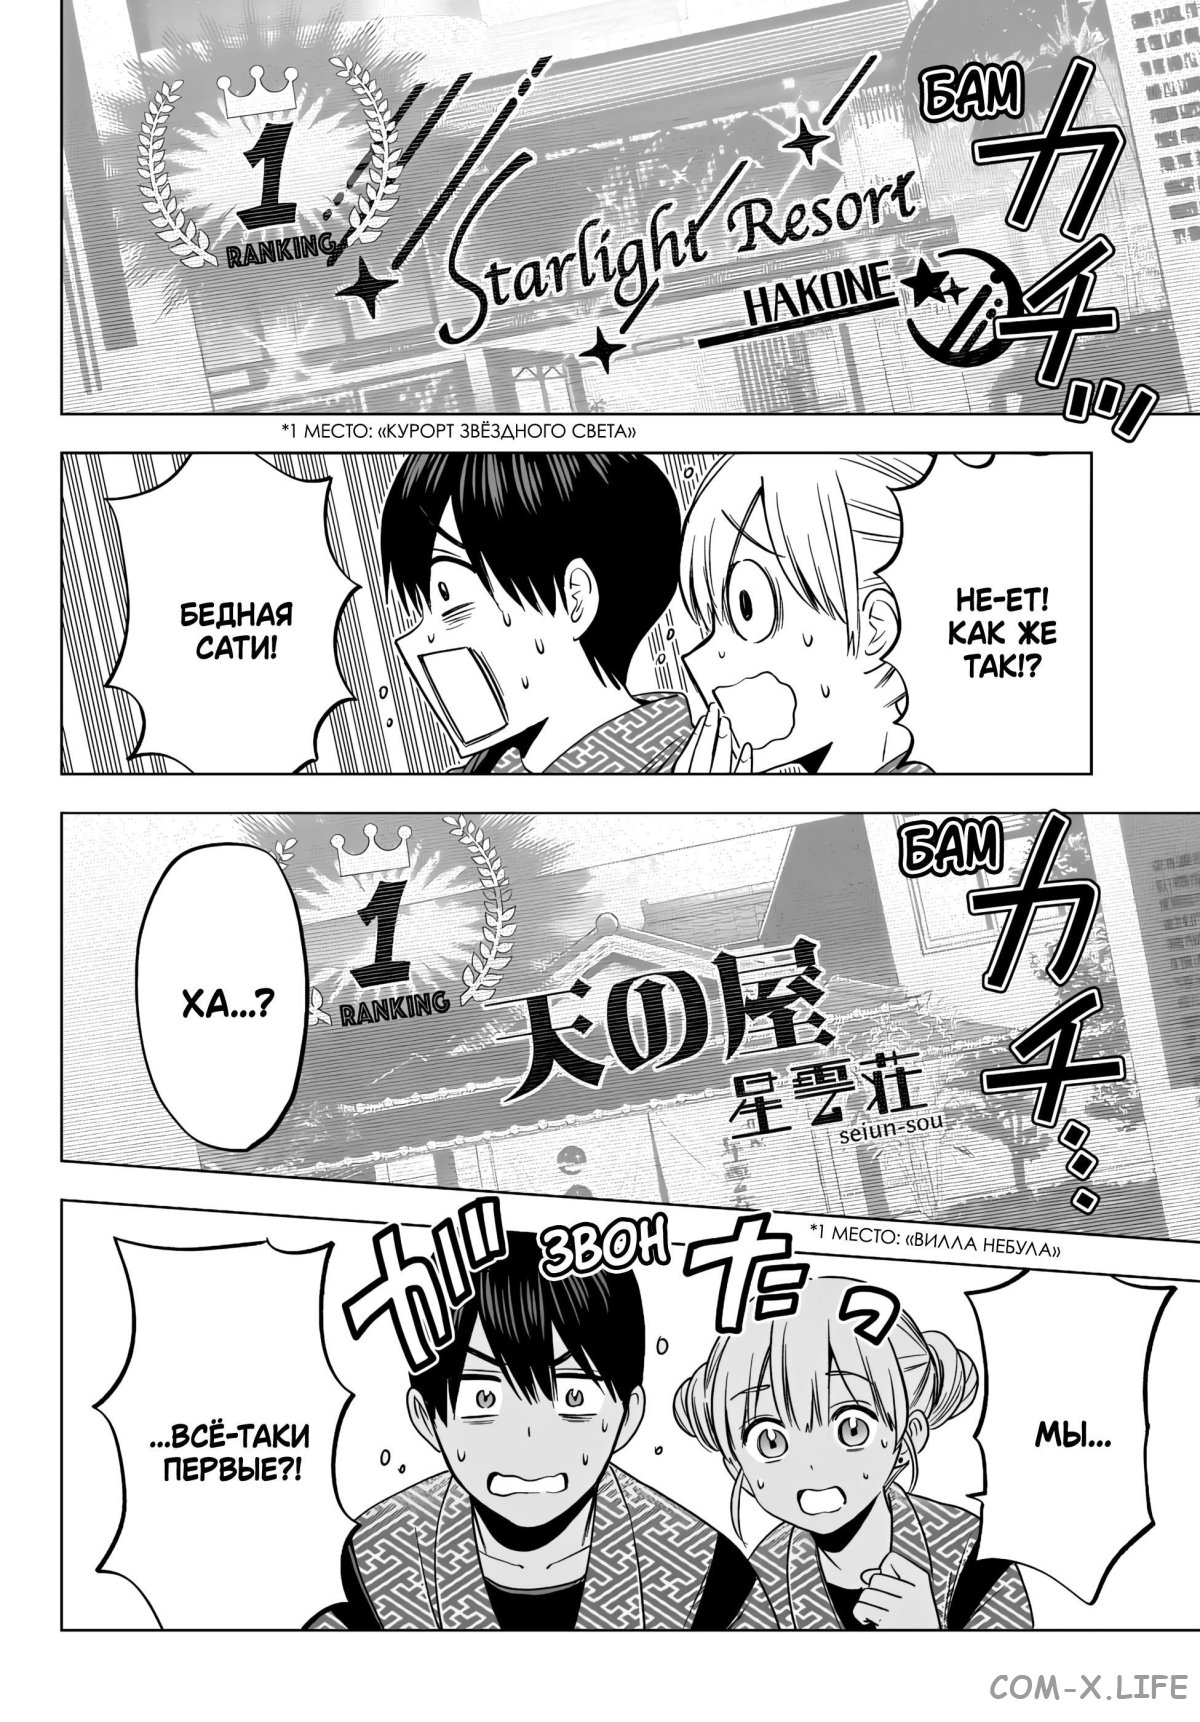 1
RANKING
Starlight Resort
HAKONE
БАМ
カチッ
*1 МЕСТО: «КУРОРТ ЗВЁЗДНОГО СВЕТА»
НЕ-ЕТ!
КАК ЖЕ
ТАК!?
БЕДНАЯ
САТИ!
БАМ
カチ...
1
RANKING
天の屋
星雲荘
seiun-sou
ХА...?
*1 МЕСТО: «ВИЛЛА НЕБУЛА»
ЗВОН
ガバ
たっ
МЫ...
...ВСЁ-ТАКИ
ПЕРВЫЕ?!
COM-X.LIFE